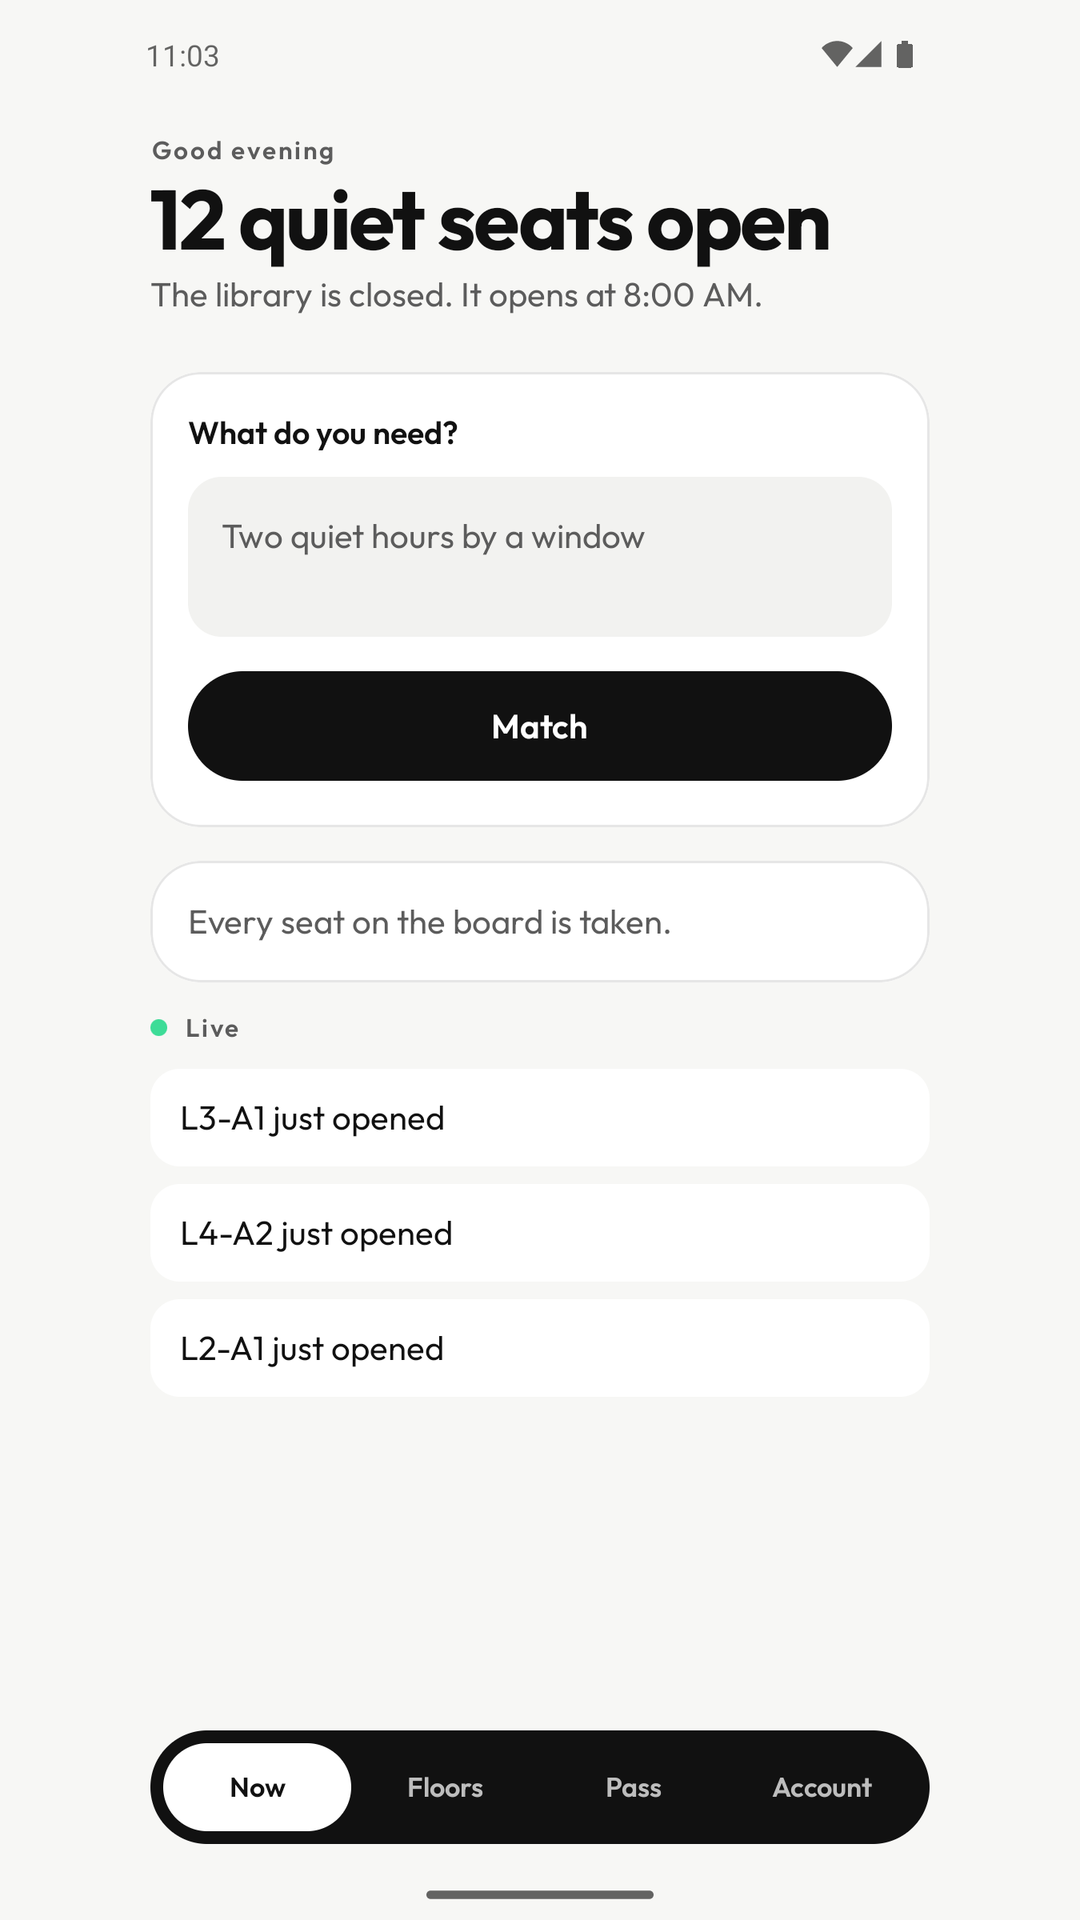 11:03
Good evening
12 quiet seats open
The library is closed. It opens at 8:00 AM.
What do you need?
Two quiet hours by a window
Match
Every seat on the board is taken.
Live
L3-A1 just opened
L4-A2 just opened
L2-A1 just opened
Now Floors Pass Account